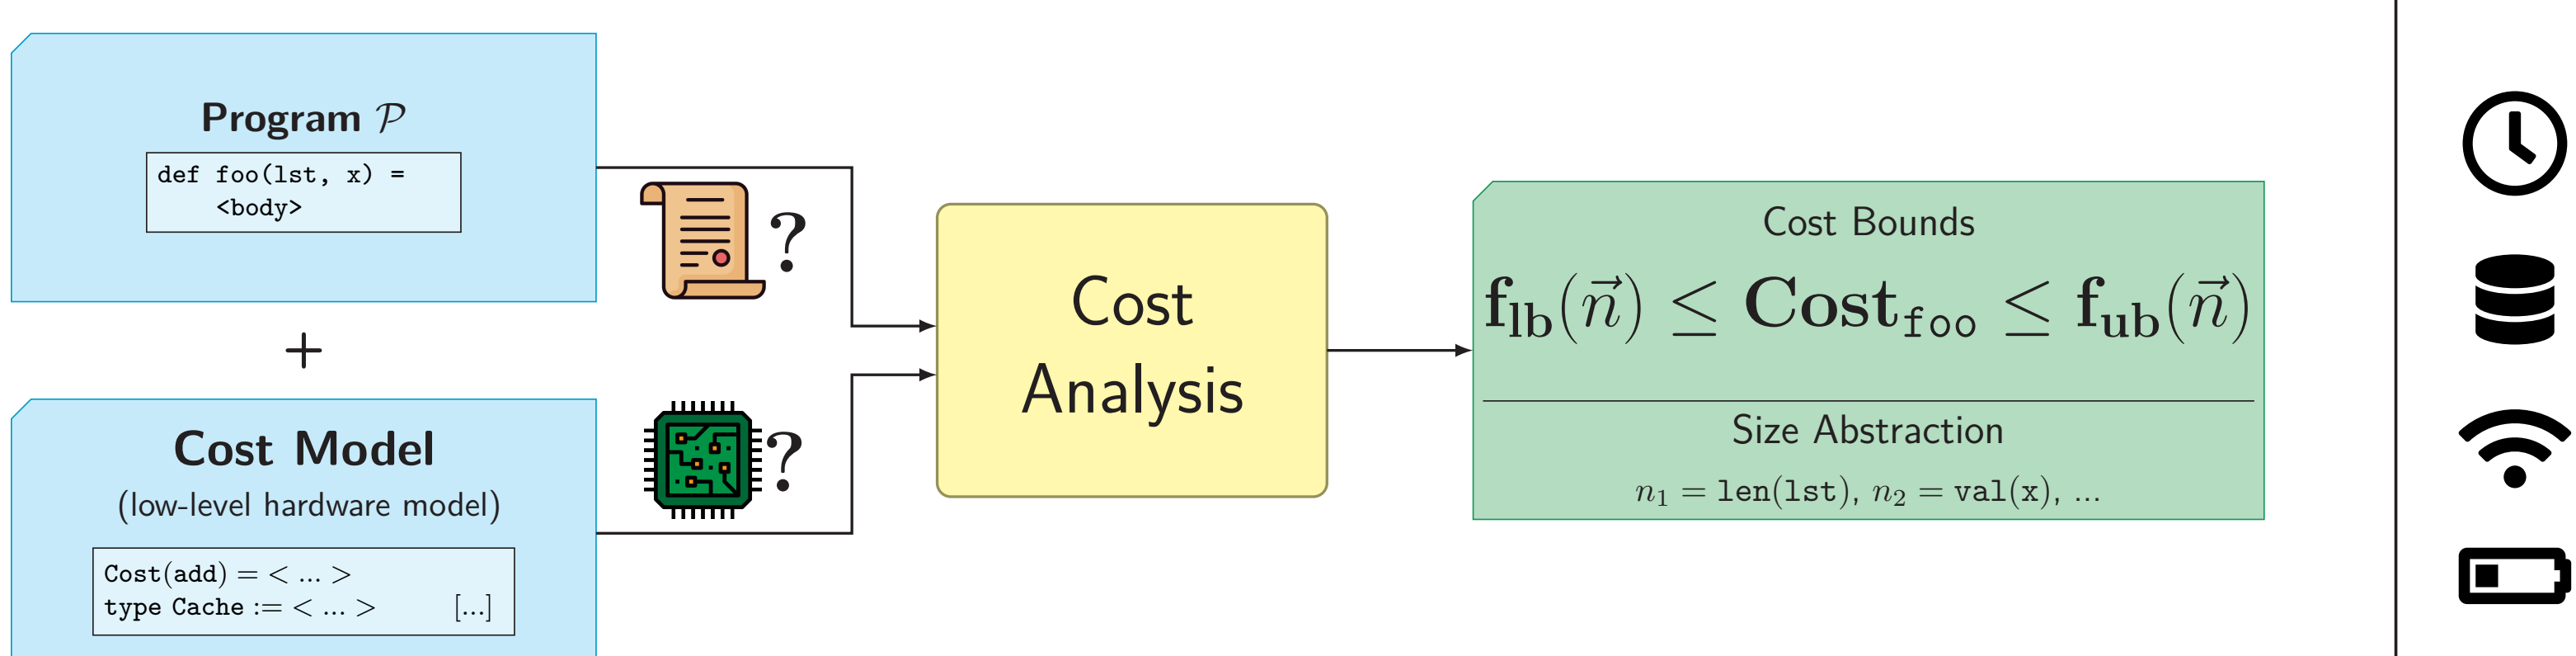 Program 𝒫
def foo(lst, x) =
<body>
?
+
Cost Model
(low-level hardware model)
Cost(add) = < ... >
type Cache := < ... > [...]
?
Cost
Analysis
Cost Bounds
f_lb(n⃗) ≤ Cost_foo ≤ f_ub(n⃗)
Size Abstraction
n₁ = len(lst), n₂ = val(x), ...